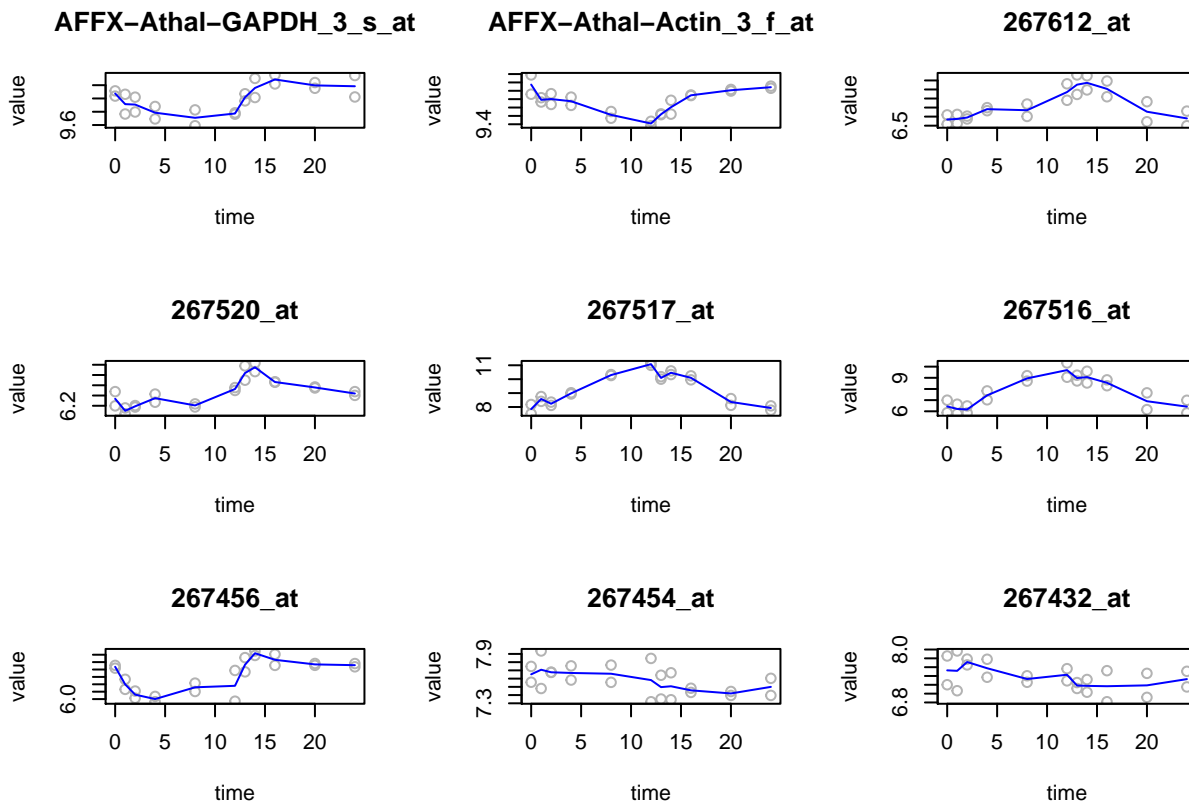 AFFX−Athal−GAPDH_3_s_at
value
9.6
0 5 10 15 20
time
AFFX−Athal−Actin_3_f_at
value
9.4
0 5 10 15 20
time
267612_at
value
6.5
0 5 10 15 20
time
267520_at
value
6.2
0 5 10 15 20
time
267517_at
value
8 11
0 5 10 15 20
time
267516_at
value
6 9
0 5 10 15 20
time
267456_at
value
6.0
0 5 10 15 20
time
267454_at
value
7.3 7.9
0 5 10 15 20
time
267432_at
value
6.8 8.0
0 5 10 15 20
time